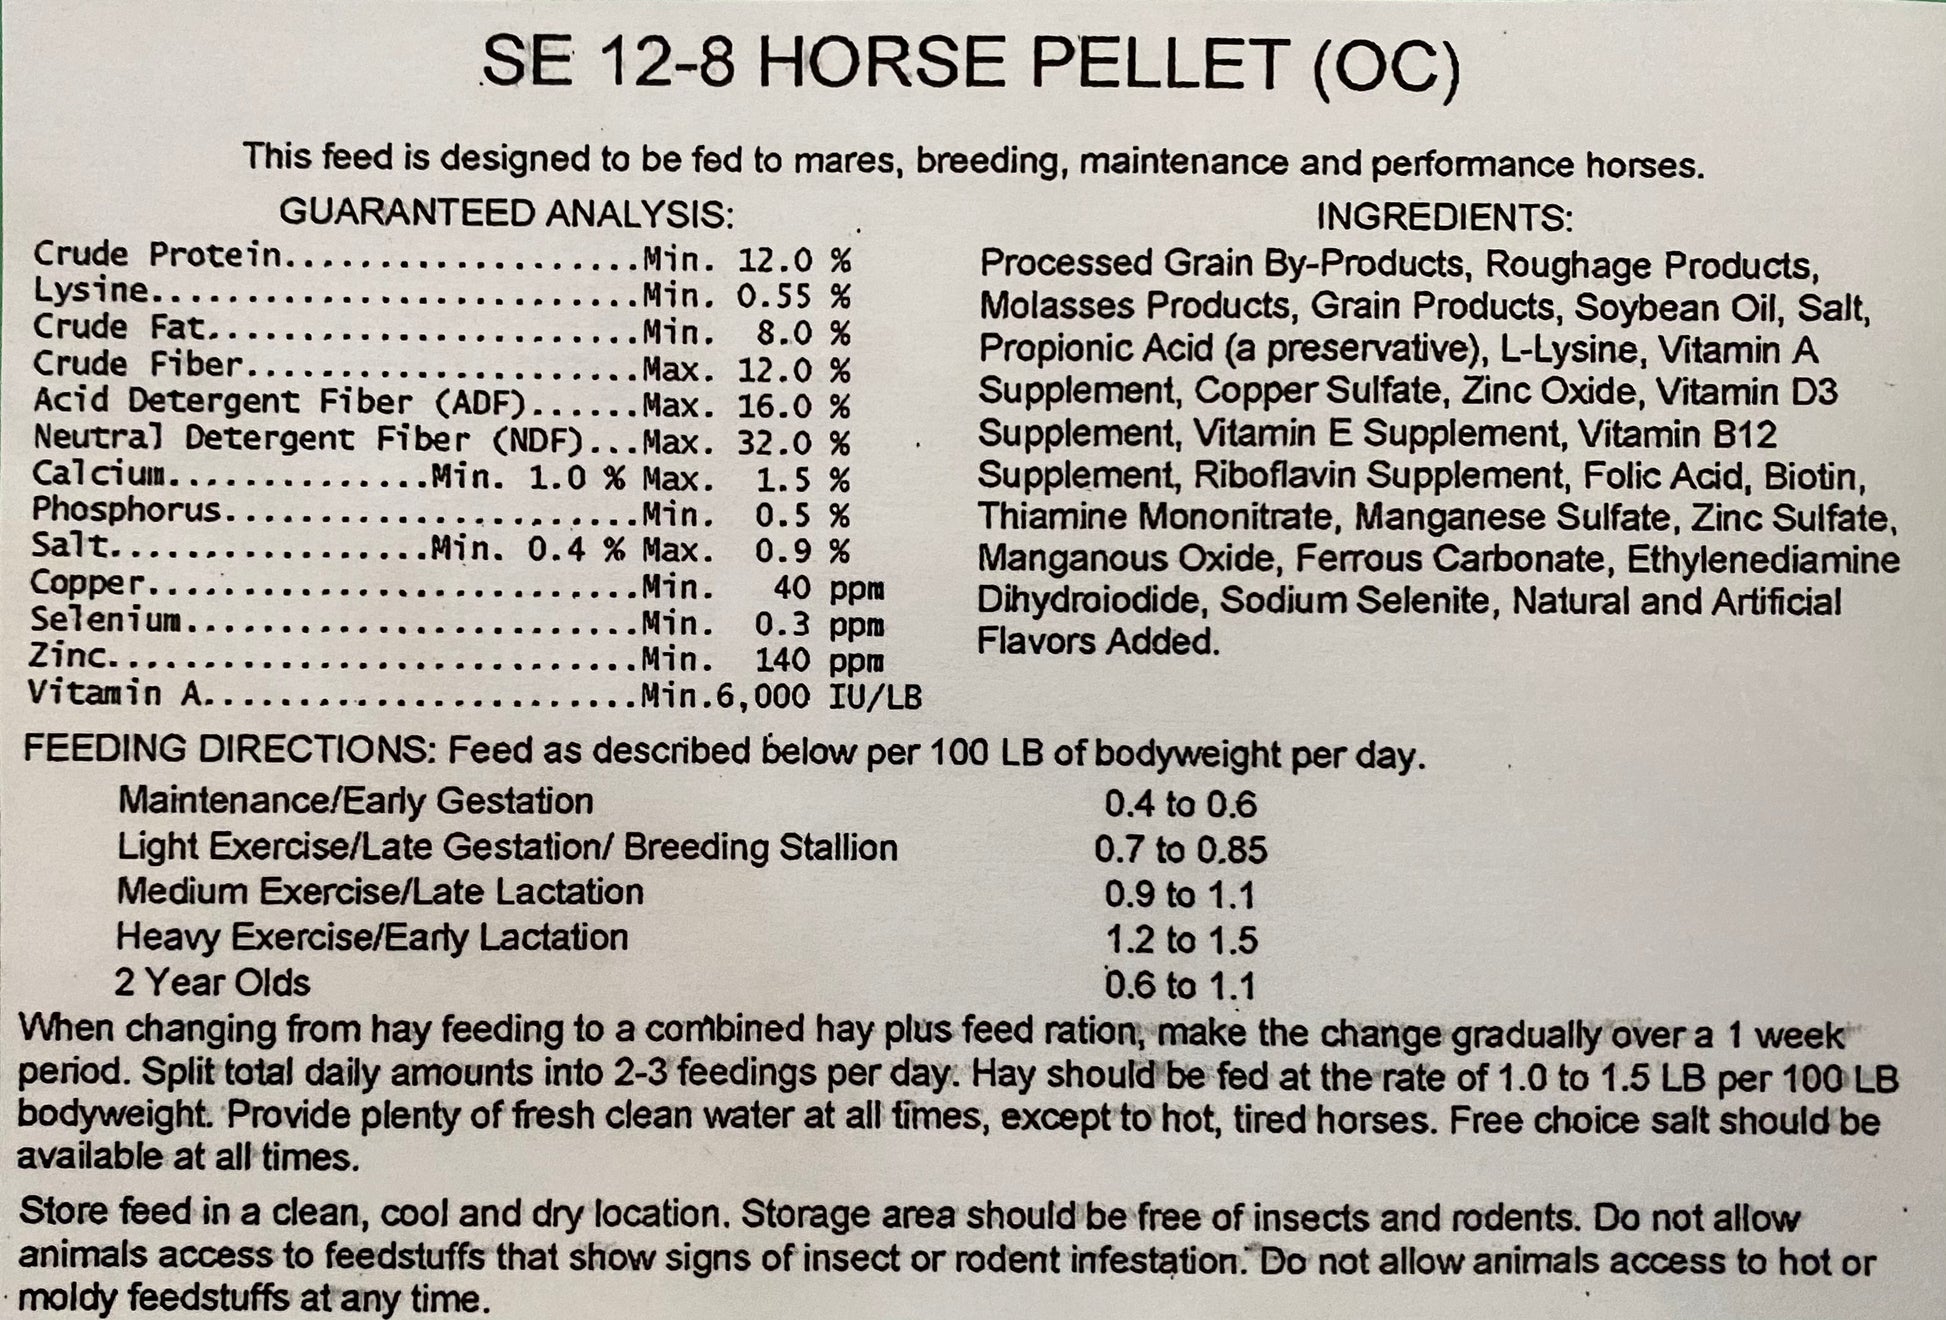 SE 12-8 HORSE PELLET (OC)
This feed is designed to be fed to mares, breeding, maintenance and performance horses.
GUARANTEED ANALYSIS:
Crude Protein...................Min. 12.0 %
Lysine..........................Min. 0.55 %
Crude Fat.......................Min. 8.0 %
Crude Fiber.....................Max. 12.0 %
Acid Detergent Fiber (ADF)......Max. 16.0 %
Neutral Detergent Fiber (NDF)...Max. 32.0 %
Calcium..............Min. 1.0 % Max. 1.5 %
Phosphorus......................Min. 0.5 %
Salt.................Min. 0.4 % Max. 0.9 %
Copper..........................Min. 40 ppm
Selenium........................Min. 0.3 ppm
Zinc............................Min. 140 ppm
Vitamin A.......................Min.6,000 IU/LB
INGREDIENTS:
Processed Grain By-Products, Roughage Products,
Molasses Products, Grain Products, Soybean Oil, Salt,
Propionic Acid (a preservative), L-Lysine, Vitamin A
Supplement, Copper Sulfate, Zinc Oxide, Vitamin D3
Supplement, Vitamin E Supplement, Vitamin B12
Supplement, Riboflavin Supplement, Folic Acid, Biotin,
Thiamine Mononitrate, Manganese Sulfate, Zinc Sulfate,
Manganous Oxide, Ferrous Carbonate, Ethylenediamine
Dihydroiodide, Sodium Selenite, Natural and Artificial
Flavors Added.
FEEDING DIRECTIONS: Feed as described below per 100 LB of bodyweight per day.
Maintenance/Early Gestation 0.4 to 0.6
Light Exercise/Late Gestation/ Breeding Stallion 0.7 to 0.85
Medium Exercise/Late Lactation 0.9 to 1.1
Heavy Exercise/Early Lactation 1.2 to 1.5
2 Year Olds 0.6 to 1.1
When changing from hay feeding to a combined hay plus feed ration, make the change gradually over a 1 week
period. Split total daily amounts into 2-3 feedings per day. Hay should be fed at the rate of 1.0 to 1.5 LB per 100 LB
bodyweight. Provide plenty of fresh clean water at all times, except to hot, tired horses. Free choice salt should be
available at all times.
Store feed in a clean, cool and dry location. Storage area should be free of insects and rodents. Do not allow
animals access to feedstuffs that show signs of insect or rodent infestation. Do not allow animals access to hot or
moldy feedstuffs at any time.